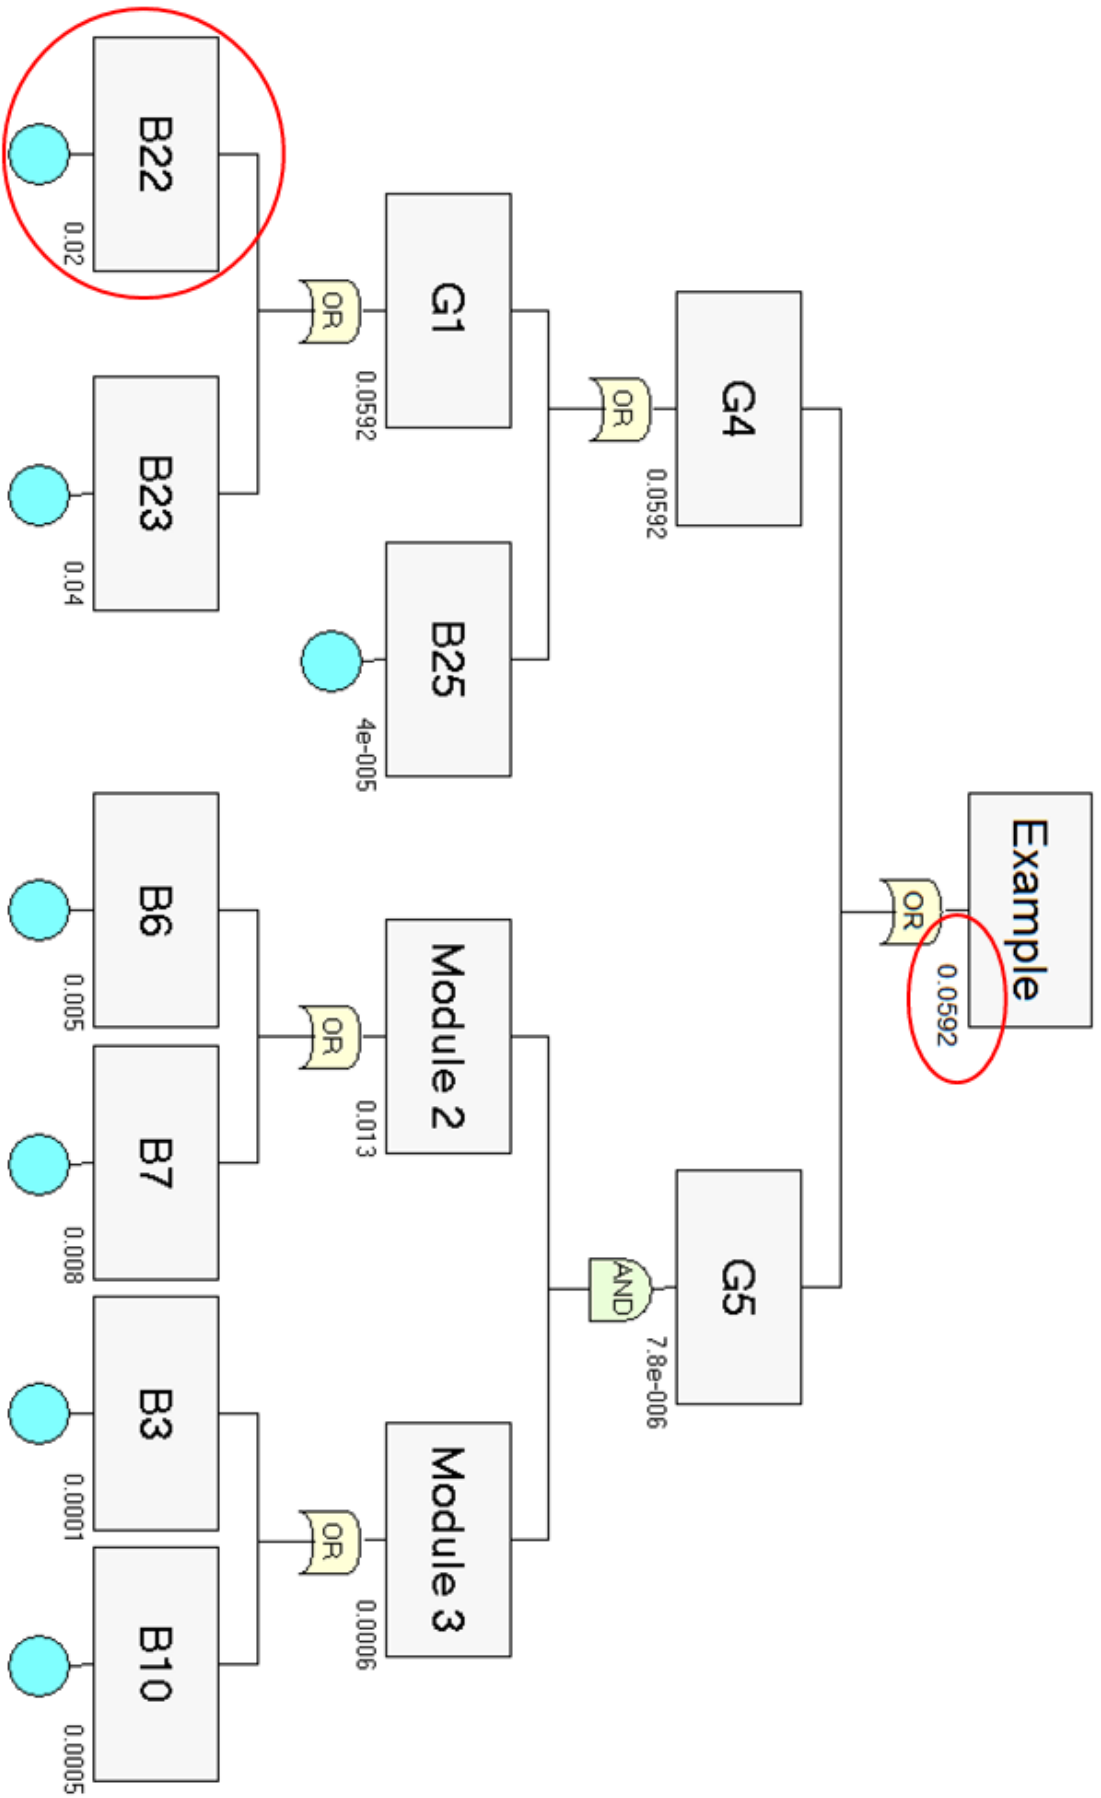 Example
0.0592
OR
G4
0.0592
OR
G5
7.8e-006
AND
G1
0.0592
OR
B25
4e-005
Module 2
0.013
OR
Module 3
0.0006
OR
B22
0.02
B23
0.04
B6
0.005
B7
0.008
B3
0.0001
B10
0.0005